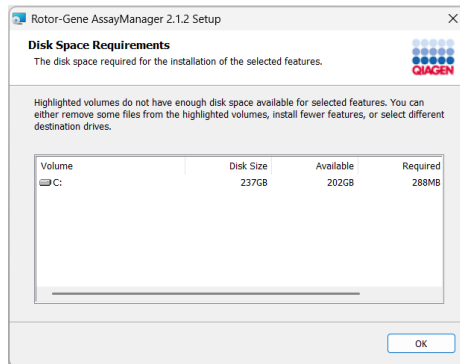 Rotor-Gene AssayManager 2.1.2 Setup
Disk Space Requirements
The disk space required for the installation of the selected features.
QIAGEN
Highlighted volumes do not have enough disk space available for selected features. You can
either remove some files from the highlighted volumes, install fewer features, or select different
destination drives.
Volume Disk Size Available Required
C: 237GB 202GB 288MB
OK